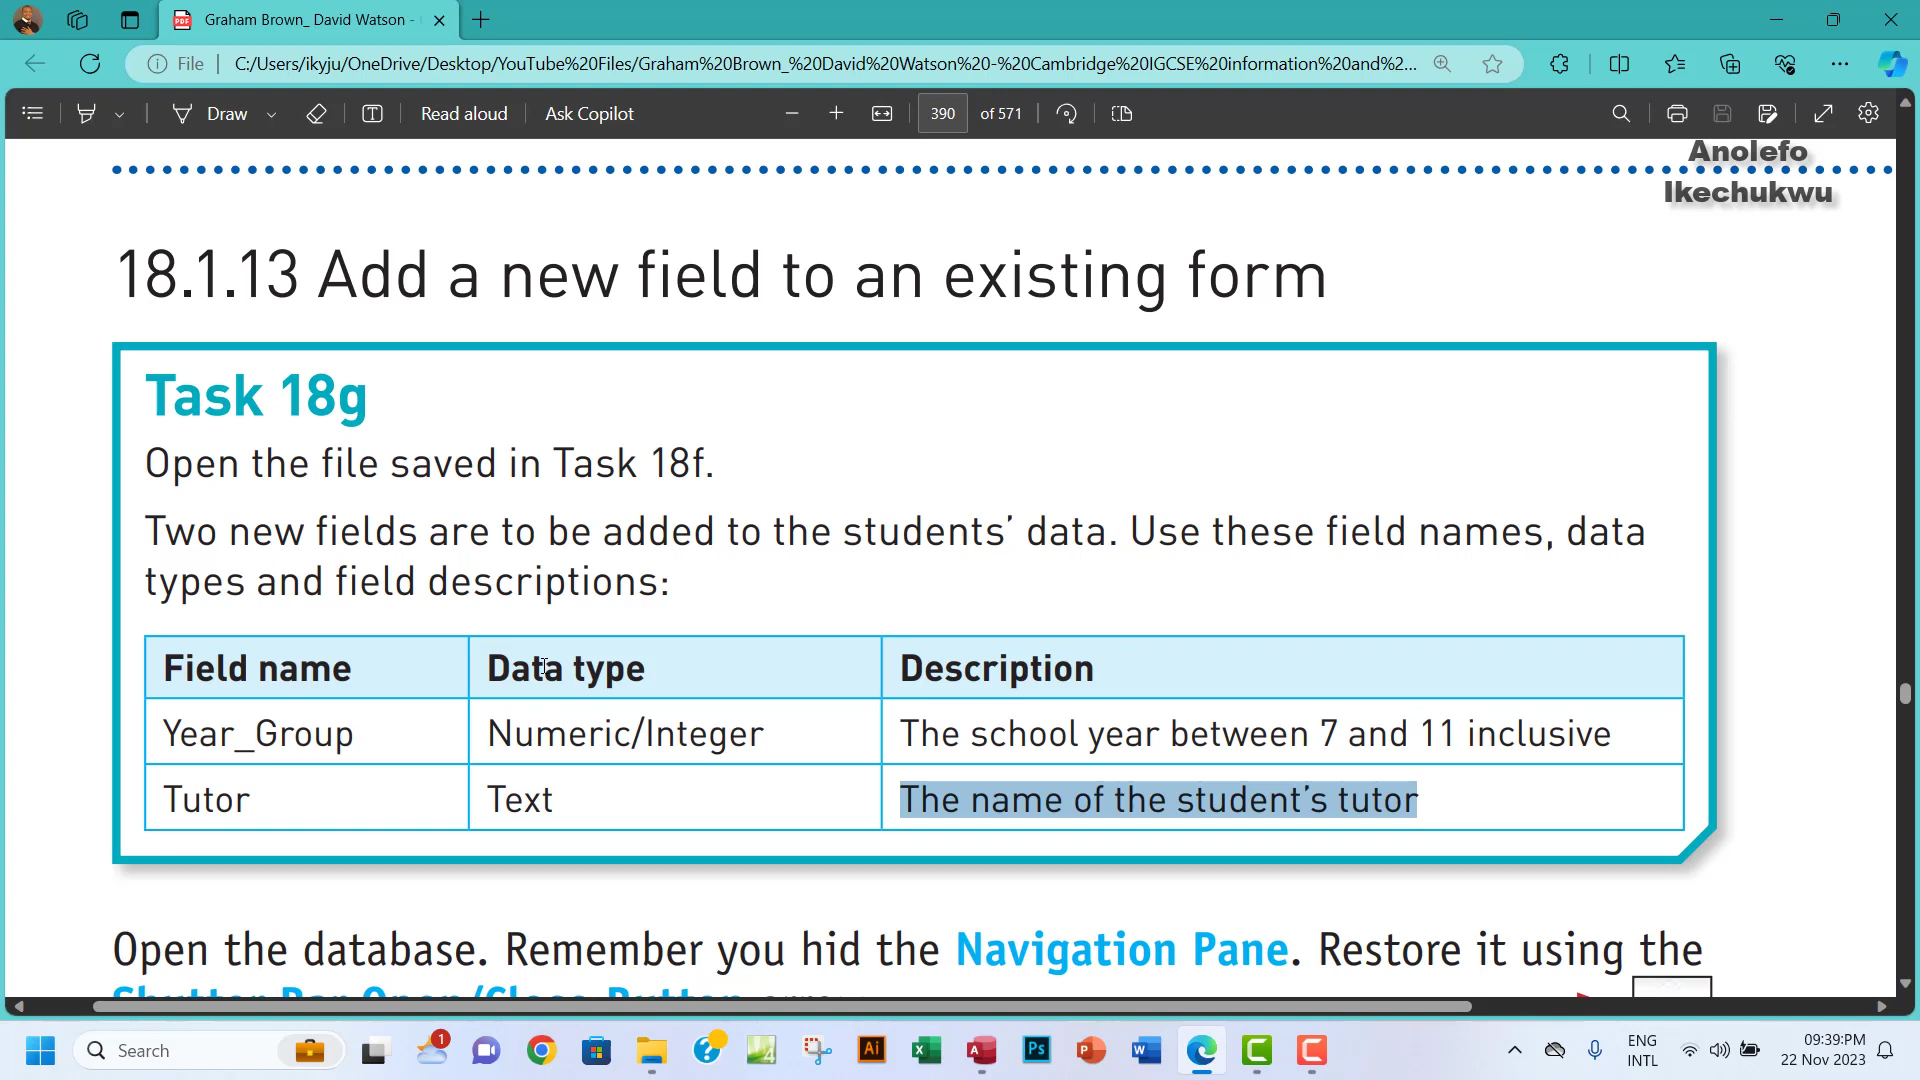 Graham Brown_ David Watson -
File
C:/Users/ikyju/OneDrive/Desktop/YouTube%20Files/Graham%20Brown_%20David%20Watson%20-%20Cambridge%20IGCSE%20information%20and%2...
Draw
Read aloud
Ask Copilot
390 of 571
Anolefo
Ikechukwu
18.1.13 Add a new field to an existing form
Task 18g
Open the file saved in Task 18f.
Two new fields are to be added to the students’ data. Use these field names, data
types and field descriptions:
Field name Data type Description
Year_Group Numeric/Integer The school year between 7 and 11 inclusive
Tutor Text The name of the student’s tutor
Open the database. Remember you hid the Navigation Pane. Restore it using the
Search
1
ENG
INTL
09:39:PM
22 Nov 2023